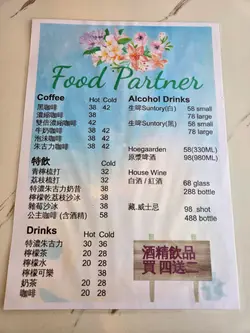 Food Partner
Coffee Hot Cold
黑咖啡 38 42
濃縮咖啡 38
雙倍濃縮咖啡 42
牛奶咖啡 38 42
泡沫咖啡 38 42
朱古力咖啡 38 42
特飲 Cold
青檸梳打 32
荔枝梳打 32
特濃朱古力奶昔 38
檸檬乾荔枝沙冰 38
雜莓沙冰 38
公主咖啡 (含酒精) 58
Drinks Hot Cold
特濃朱古力 30 36
檸檬茶 20 28
檸檬水 20 28
檸檬可樂 38
奶茶 20 28
咖啡 20 28
Alcohol Drinks
生啤Suntory(白) 58 small
78 large
生啤Suntory(黑) 58 small
78 large
Hoegaarden 58(330ML)
原漿啤酒 98(980ML)
House Wine
白酒 / 紅酒 68 glass
288 bottle
藏.威士忌 98 shot
488 bottle
酒精飲品
買四送二